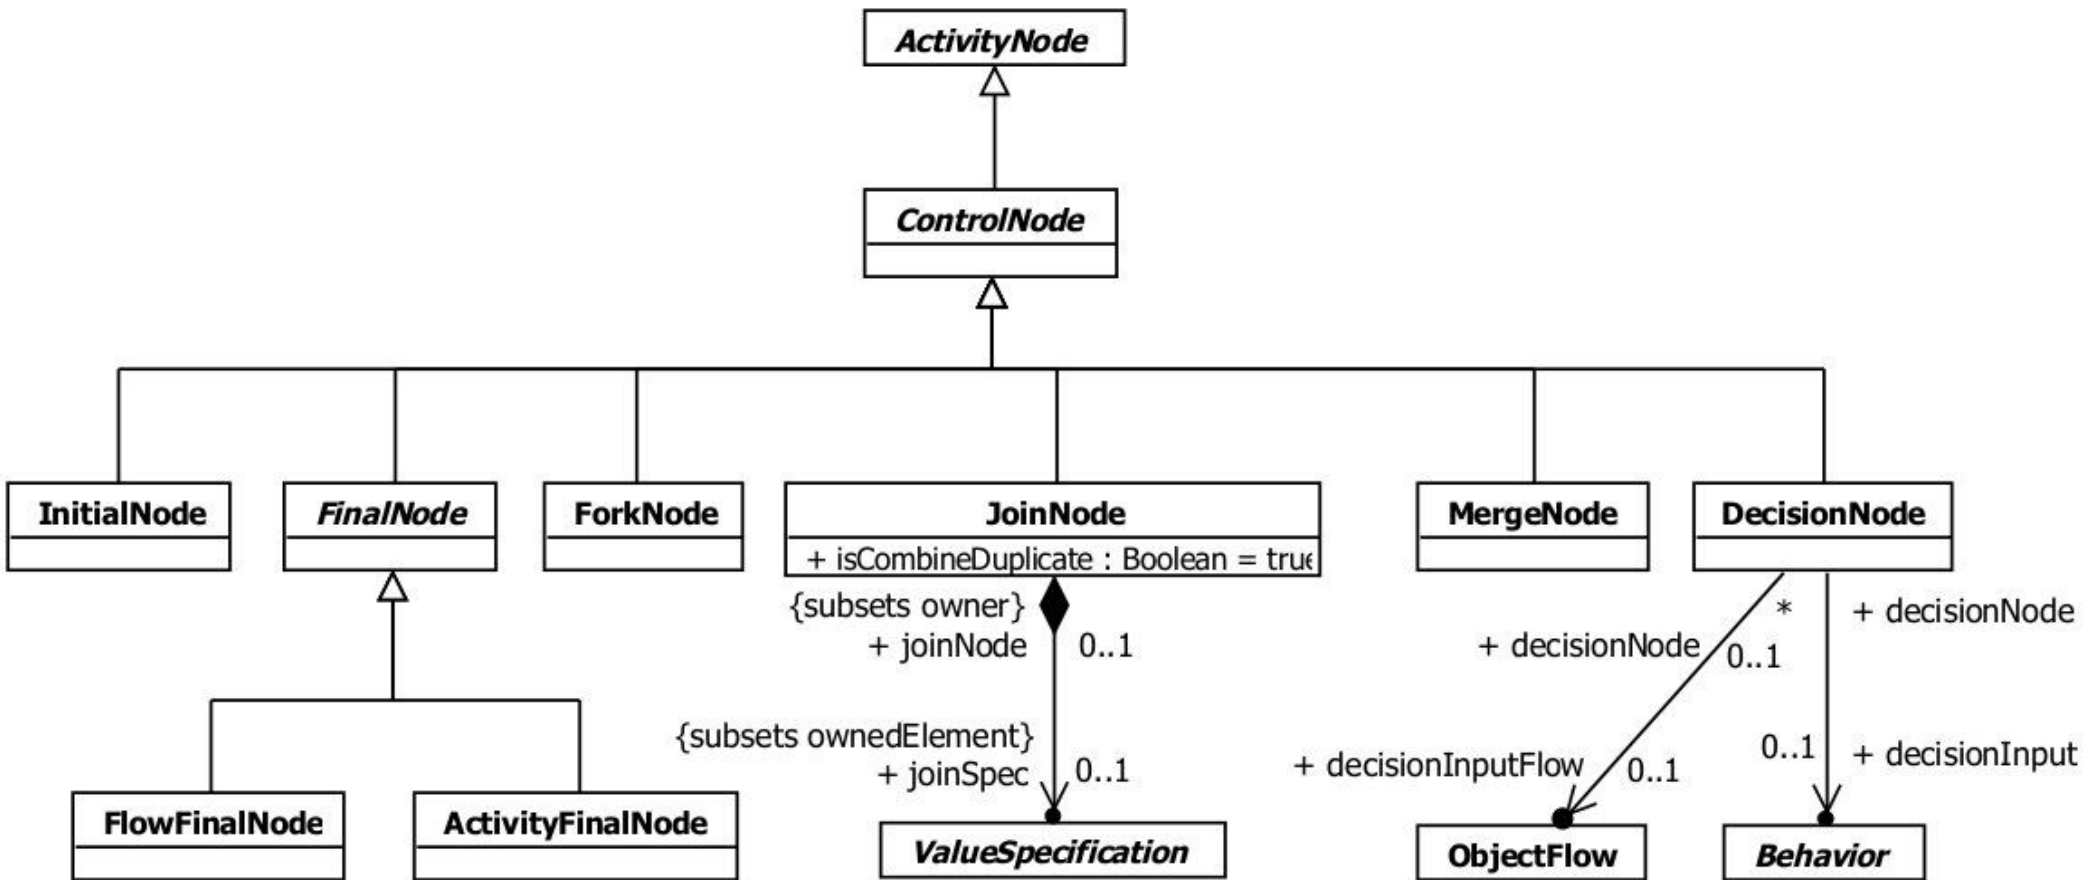 ActivityNode
ControlNode
InitialNode
FinalNode
ForkNode
JoinNode
+ isCombineDuplicate : Boolean = true
MergeNode
DecisionNode
{subsets owner}
+ joinNode
0..1
{subsets ownedElement}
+ joinSpec
0..1
*
+ decisionNode
+ decisionNode
0..1
+ decisionInputFlow
0..1
0..1
+ decisionInput
FlowFinalNode
ActivityFinalNode
ValueSpecification
ObjectFlow
Behavior